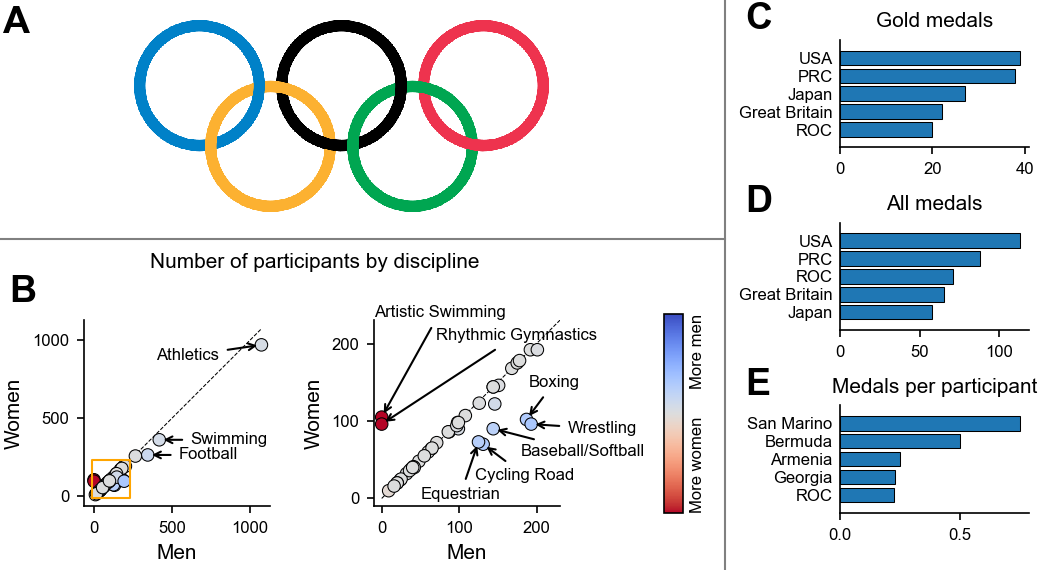 A
Number of participants by discipline
B
Women
1000
500
0
Athletics
Swimming
Football
0
500
1000
Men
Women
200
100
0
Artistic Swimming
Rhythmic Gymnastics
Boxing
Wrestling
Baseball/Softball
Cycling Road
Equestrian
0
100
200
Men
More men
More women
C
Gold medals
USA
PRC
Japan
Great Britain
ROC
0
20
40
D
All medals
USA
PRC
ROC
Great Britain
Japan
0
50
100
E
Medals per participant
San Marino
Bermuda
Armenia
Georgia
ROC
0.0
0.5